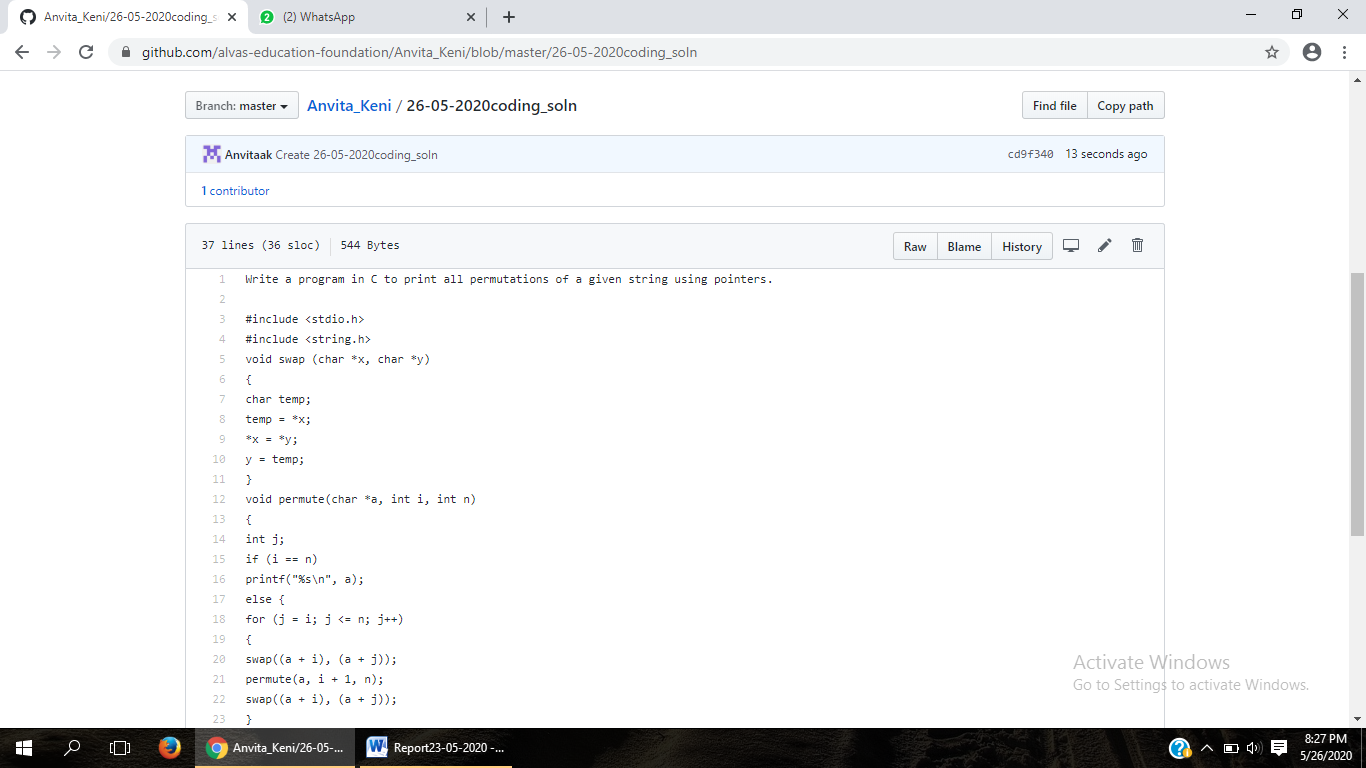 Anvita_Keni/26-05-2020coding_s
(2) WhatsApp
github.com/alvas-education-foundation/Anvita_Keni/blob/master/26-05-2020coding_soln
Branch: master
Anvita_Keni / 26-05-2020coding_soln
Find file
Copy path
Anvitaak Create 26-05-2020coding_soln
cd9f340 13 seconds ago
1 contributor
37 lines (36 sloc) 544 Bytes
Raw
Blame
History
1 Write a program in C to print all permutations of a given string using pointers.
2
3 #include <stdio.h>
4 #include <string.h>
5 void swap (char *x, char *y)
6 {
7 char temp;
8 temp = *x;
9 *x = *y;
10 y = temp;
11 }
12 void permute(char *a, int i, int n)
13 {
14 int j;
15 if (i == n)
16 printf("%s\n", a);
17 else {
18 for (j = i; j <= n; j++)
19 {
20 swap((a + i), (a + j));
21 permute(a, i + 1, n);
22 swap((a + i), (a + j));
23 }
Activate Windows
Go to Settings to activate Windows.
Anvita_Keni/26-05-...
Report23-05-2020 -...
8:27 PM
5/26/2020